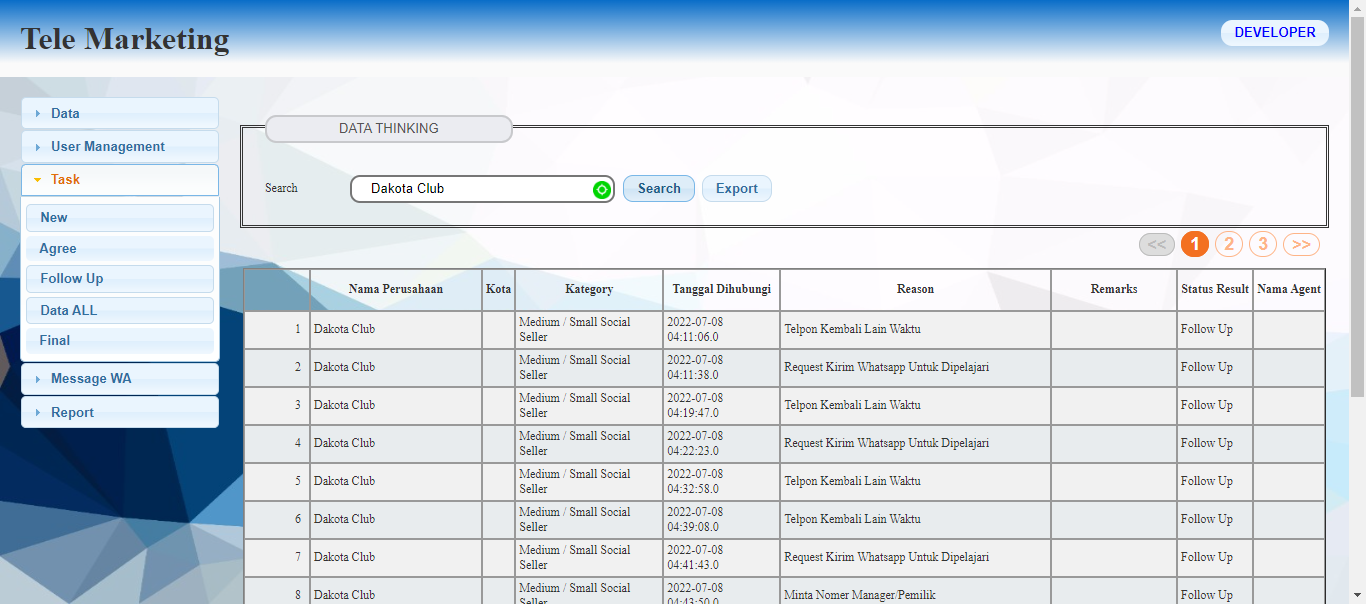 Tele Marketing
DEVELOPER
Data
User Management
Task
New
Agree
Follow Up
Data ALL
Final
Message WA
Report
DATA THINKING
Search Dakota Club Search Export
<< 1 2 3 >>
Nama Perusahaan Kota Kategory Tanggal Dihubungi Reason Remarks Status Result Nama Agent
1 Dakota Club Medium / Small Social Seller 2022-07-08 04:11:06.0 Telpon Kembali Lain Waktu Follow Up
2 Dakota Club Medium / Small Social Seller 2022-07-08 04:11:38.0 Request Kirim Whatsapp Untuk Dipelajari Follow Up
3 Dakota Club Medium / Small Social Seller 2022-07-08 04:19:47.0 Telpon Kembali Lain Waktu Follow Up
4 Dakota Club Medium / Small Social Seller 2022-07-08 04:22:23.0 Request Kirim Whatsapp Untuk Dipelajari Follow Up
5 Dakota Club Medium / Small Social Seller 2022-07-08 04:32:58.0 Telpon Kembali Lain Waktu Follow Up
6 Dakota Club Medium / Small Social Seller 2022-07-08 04:39:08.0 Telpon Kembali Lain Waktu Follow Up
7 Dakota Club Medium / Small Social Seller 2022-07-08 04:41:43.0 Request Kirim Whatsapp Untuk Dipelajari Follow Up
8 Dakota Club Medium / Small Social Seller 2022-07-08 04:43:50.0 Minta Nomer Manager/Pemilik Follow Up